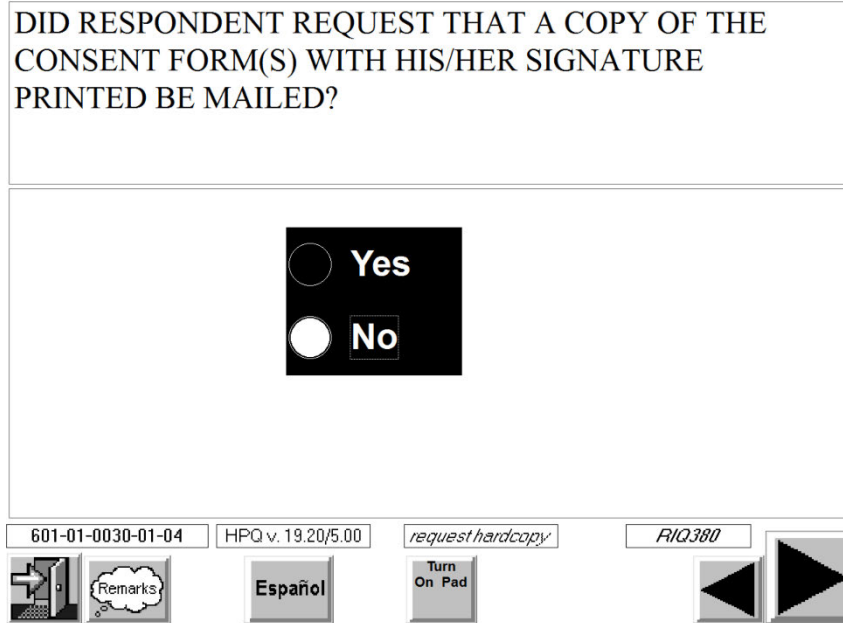 DID RESPONDENT REQUEST THAT A COPY OF THE
CONSENT FORM(S) WITH HIS/HER SIGNATURE
PRINTED BE MAILED?
Yes
No
601-01-0030-01-04 HPQ v. 19.20/5.00 request hardcopy RIQ380
Remarks Español Turn
On Pad